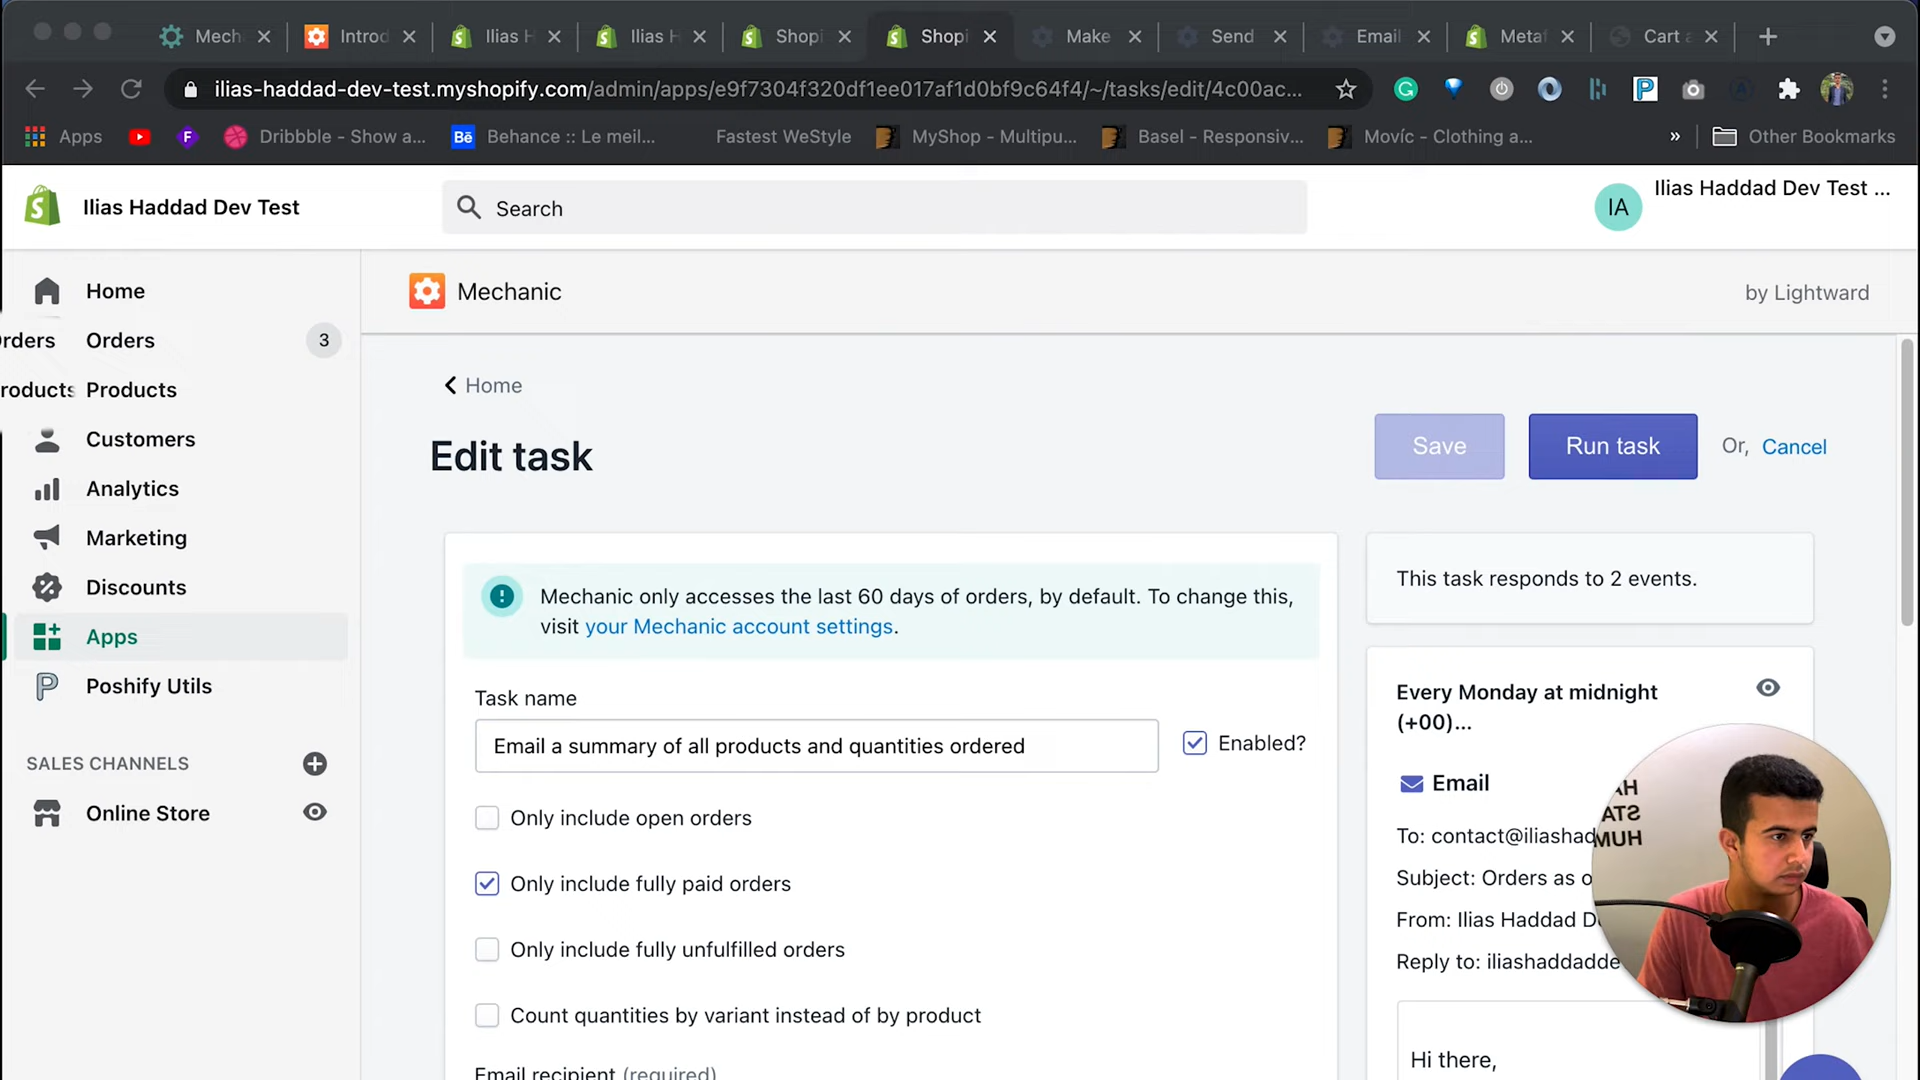 Mech
Introd
Ilias H
Ilias H
Shopi
Shopi
Make
Send
Email
Metaf
Cart a
ilias-haddad-dev-test.myshopify.com/admin/apps/e9f7304f320df1ee017af1d0bf9c64f4/~/tasks/edit/4c00ac...
Apps
Dribbble - Show a...
Bē Behance :: Le meil...
Fastest WeStyle
MyShop - Multipu...
Basel - Responsiv...
Movíc - Clothing a...
»
Other Bookmarks
Ilias Haddad Dev Test
Search
IA
Ilias Haddad Dev Test ...
Home
rders Orders 3
roducts Products
Customers
Analytics
Marketing
Discounts
Apps
Poshify Utils
SALES CHANNELS
Online Store
Mechanic
by Lightward
Home
Edit task
Save
Run task
Or, Cancel
Mechanic only accesses the last 60 days of orders, by default. To change this,
visit your Mechanic account settings.
Task name
Email a summary of all products and quantities ordered
Enabled?
Only include open orders
Only include fully paid orders
Only include fully unfulfilled orders
Count quantities by variant instead of by product
Email recipient (required)
This task responds to 2 events.
Every Monday at midnight
(+00)...
Email
To: contact@iliashad
Subject: Orders as o
From: Ilias Haddad D
Reply to: iliashaddadde
Hi there,
HA
STA
HUM